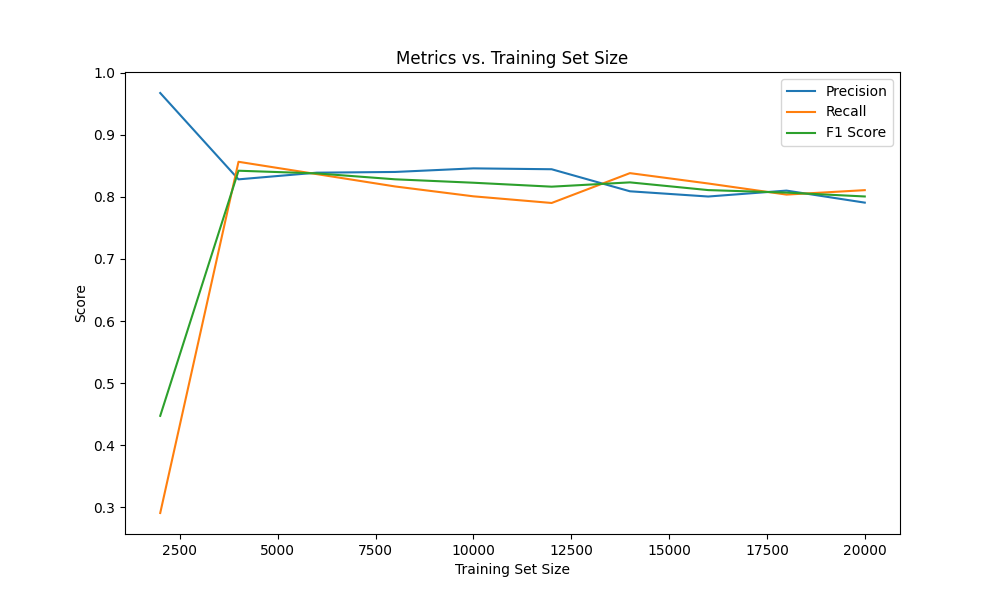 Metrics vs. Training Set Size
Precision
Recall
F1 Score
1.0
0.9
0.8
0.7
0.6
0.5
0.4
0.3
Score
2500 5000 7500 10000 12500 15000 17500 20000
Training Set Size